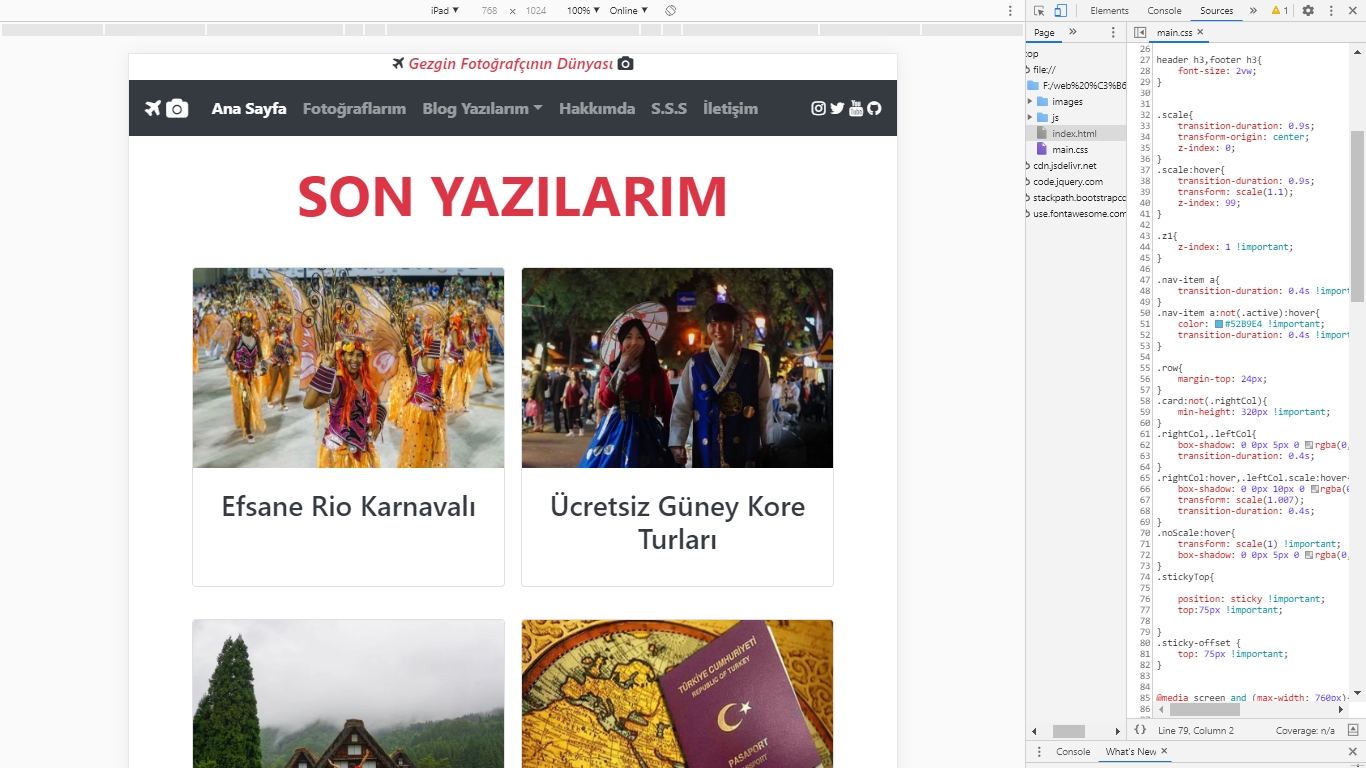 iPad ▼ 768 × 1024 100% ▼ Online ▼
Elements Console Sources » 1
Page »
main.css ×
Gezgin Fotoğrafçının Dünyası
Ana Sayfa Fotoğraflarım Blog Yazılarım Hakkımda S.S.S İletişim
SON YAZILARIM
Efsane Rio Karnavalı
Ücretsiz Güney Kore
Turları
TÜRKİYE CUMHURİYETİ
REPUBLIC OF TURKEY
PASAPORT
top
file://
F:/web%20%C3%B6
images
js
index.html
main.css
cdn.jsdelivr.net
code.jquery.com
stackpath.bootstrapcd
use.fontawesome.com
26
27 header h3,footer h3{
28 font-size: 2vw;
29 }
30
31
32 .scale{
33 transition-duration: 0.9s;
34 transform-origin: center;
35 z-index: 0;
36 }
37 .scale:hover{
38 transition-duration: 0.9s;
39 transform: scale(1.1);
40 z-index: 99;
41 }
42
43 .z1{
44 z-index: 1 !important;
45 }
46
47 .nav-item a{
48 transition-duration: 0.4s !import
49 }
50 .nav-item a:not(.active):hover{
51 color: #52B9E4 !important;
52 transition-duration: 0.4s !import
53 }
54
55 .row{
56 margin-top: 24px;
57 }
58 .card:not(.rightCol){
59 min-height: 320px !important;
60 }
61 .rightCol,.leftCol{
62 box-shadow: 0 0px 5px 0 rgba(0,
63 transition-duration: 0.4s;
64 }
65 .rightCol:hover,.leftCol.scale:hover
66 box-shadow: 0 0px 10px 0 rgba(0
67 transform: scale(1.007);
68 transition-duration: 0.4s;
69 }
70 .noScale:hover{
71 transform: scale(1) !important;
72 box-shadow: 0 0px 5px 0 rgba(0,
73 }
74 .stickyTop{
75
76 position: sticky !important;
77 top:75px !important;
78
79 }
80 .sticky-offset {
81 top: 75px !important;
82 }
83
84
85 @media screen and (max-width: 760px)
86
{} Line 79, Column 2 Coverage: n/a
Console What's New ×